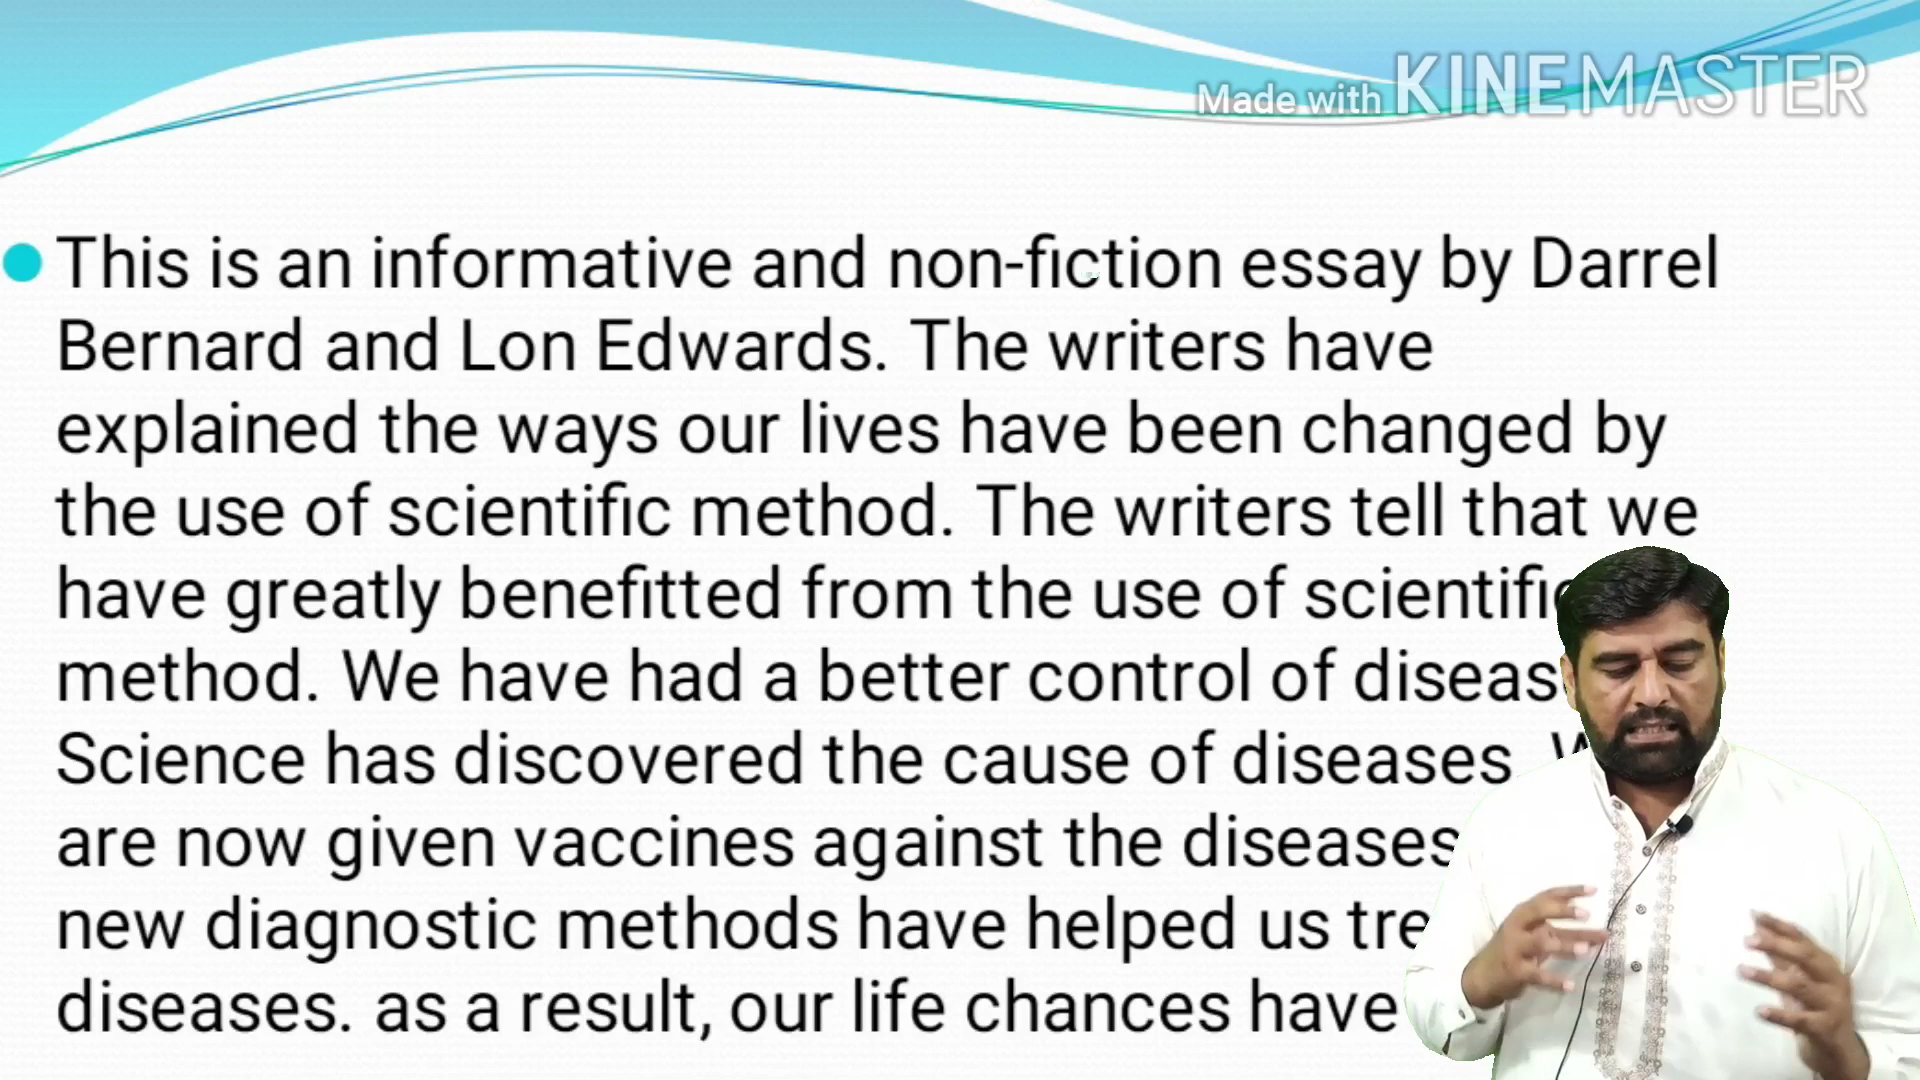 Made with KINEMASTER
This is an informative and non-fiction essay by Darrel
Bernard and Lon Edwards. The writers have
explained the ways our lives have been changed by
the use of scientific method. The writers tell that we
have greatly benefitted from the use of scientific
method. We have had a better control of
Science has discovered the cause of diseases.
are now given vaccines against the diseases
new diagnostic methods have helped us
diseases. as a result, our life chances have